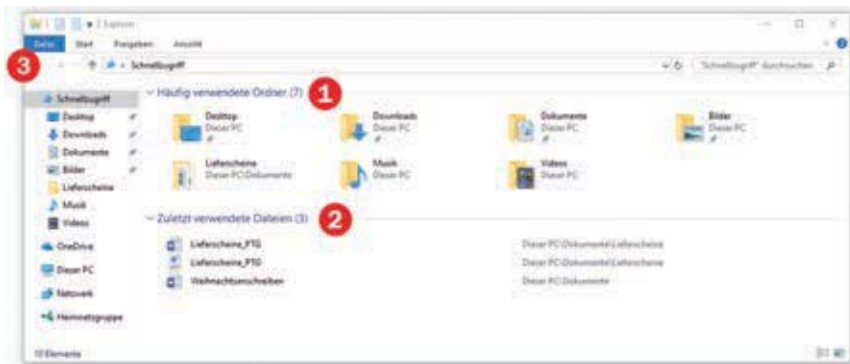 Explorer
Datei Start Freigeben Ansicht
3
Schnellzugriff
"Schnellzugriff" durchsuchen
Schnellzugriff
Desktop
Downloads
Dokumente
Bilder
Lieferscheine
Musik
Videos
OneDrive
Dieser PC
Netzwerk
Heimnetzgruppe
Häufig verwendete Ordner (7) 1
Desktop
Dieser PC
Downloads
Dieser PC
Dokumente
Dieser PC
Bilder
Dieser PC
Lieferscheine
Dieser PC\Dokumente
Musik
Dieser PC
Videos
Dieser PC
Zuletzt verwendete Dateien (3) 2
Lieferscheine_PTG Dieser PC\Dokumente\Lieferscheine
Lieferscheine_PTG Dieser PC\Dokumente\Lieferscheine
Weihnachtsanschreiben Dieser PC\Dokumente
10 Elemente